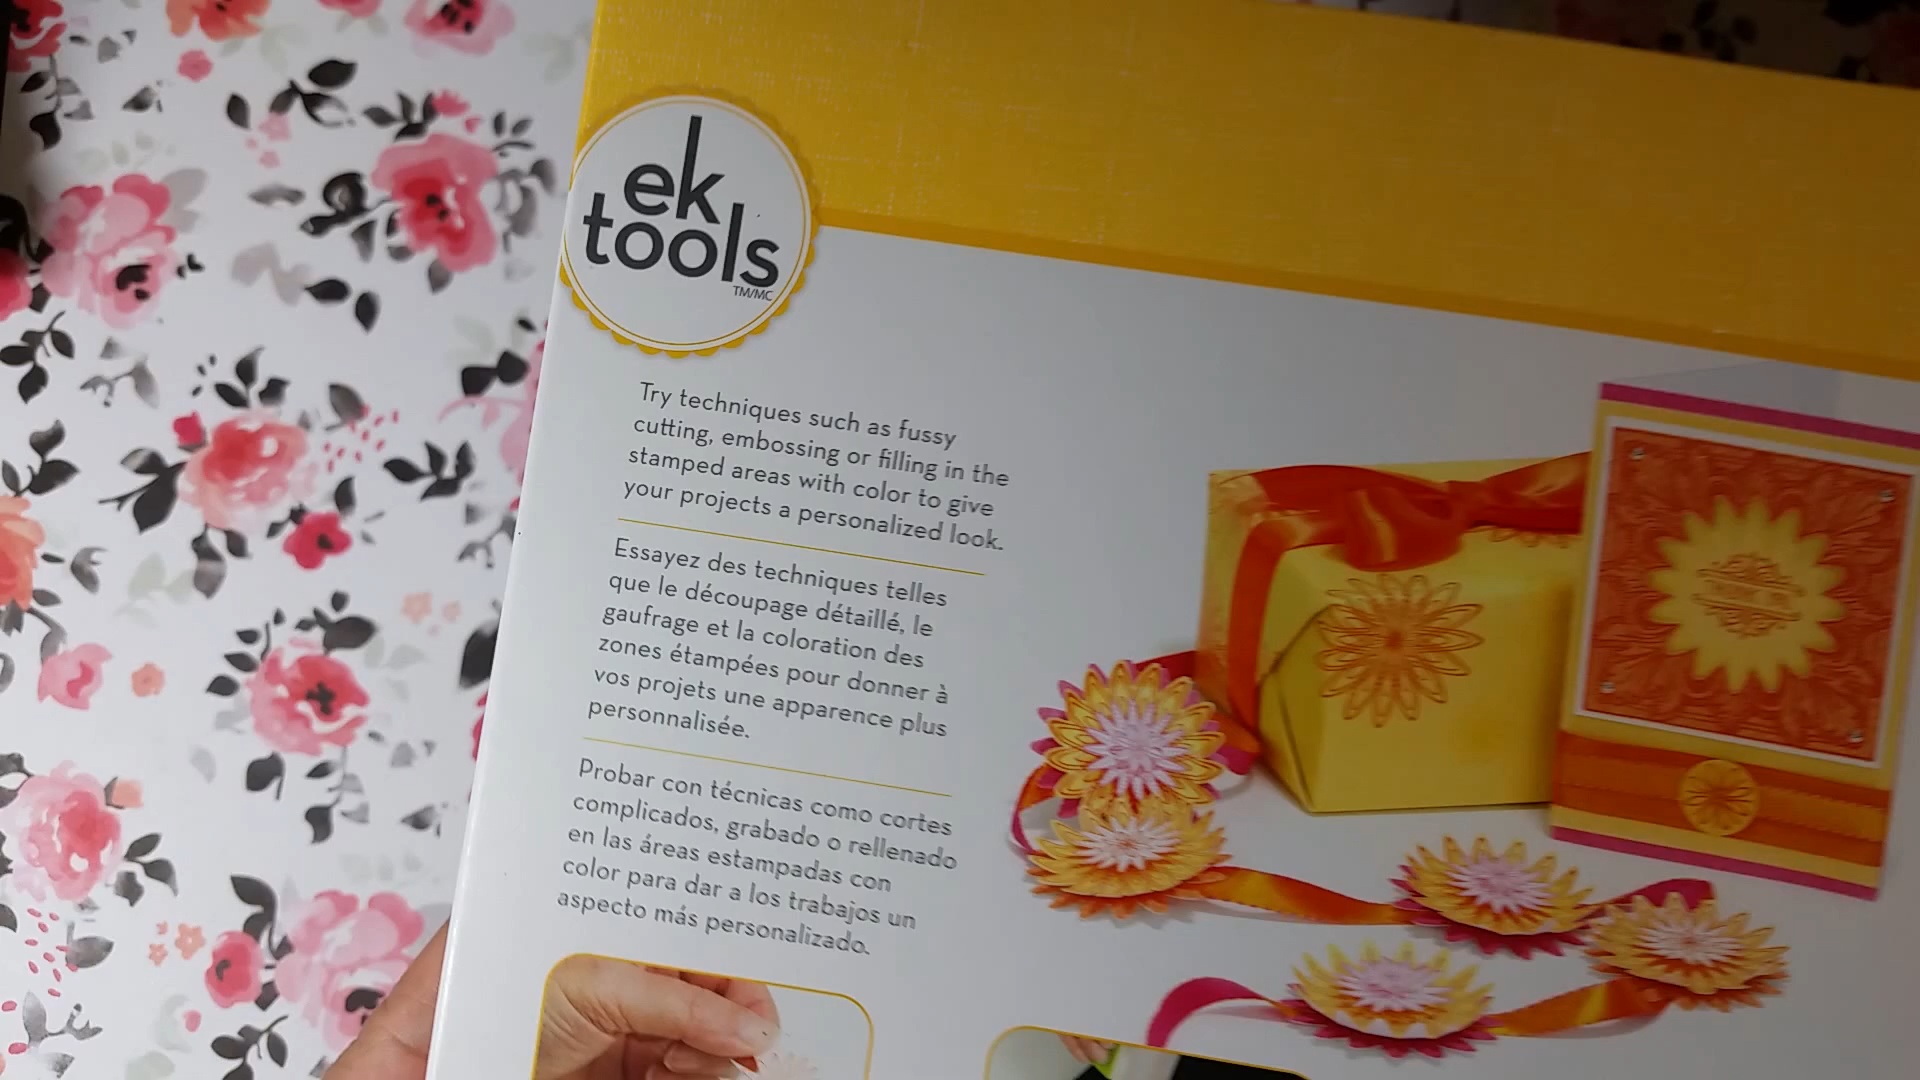 ek
tools
TM/MC
Try techniques such as fussy
cutting, embossing or filling in the
stamped areas with color to give
your projects a personalized look.
Essayez des techniques telles
que le découpage détaillé, le
gaufrage et la coloration des
zones étampées pour donner à
vos projets une apparence plus
personnalisée.
Probar con técnicas como cortes
complicados, grabado o rellenado
en las áreas estampadas con
color para dar a los trabajos un
aspecto más personalizado.